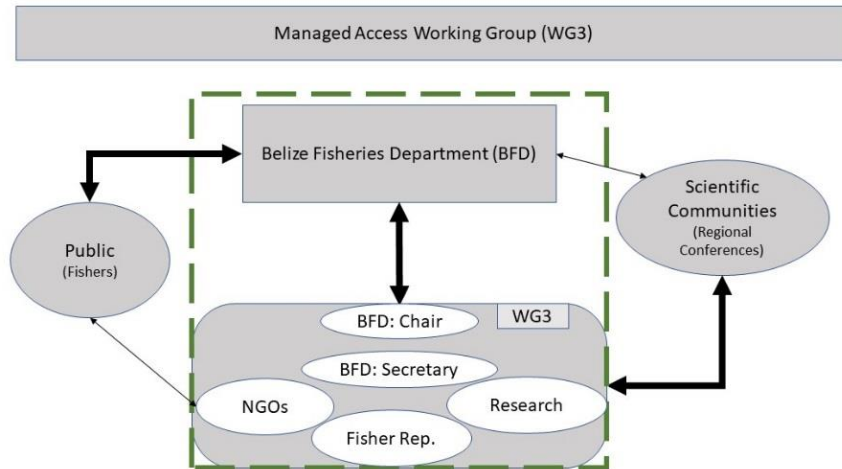 Managed Access Working Group (WG3)
Belize Fisheries Department (BFD)
Scientific
Communities
(Regional
Conferences)
Public
(Fishers)
BFD: Chair
WG3
BFD: Secretary
NGOs
Research
Fisher Rep.